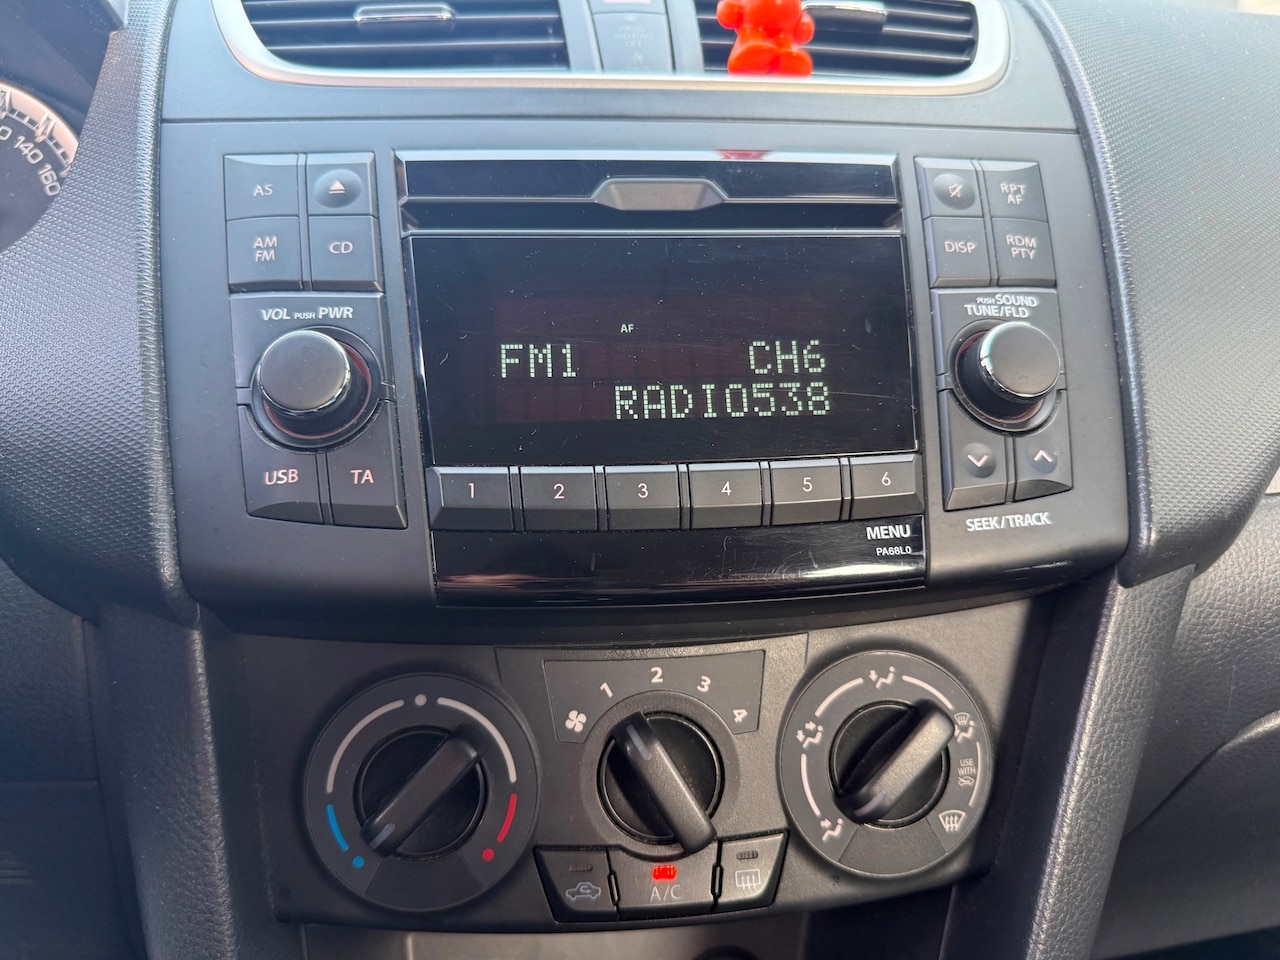 140
160
AS
AM
FM
CD
VOL PUSH PWR
USB
TA
AF
FM1 CH6
RADIO538
1 2 3 4 5 6
MENU
PA68L0
RPT
AF
DISP
RDM
PTY
PUSH SOUND
TUNE/FLD
SEEK/TRACK
1 2 3 4
A/C
USE
WITH